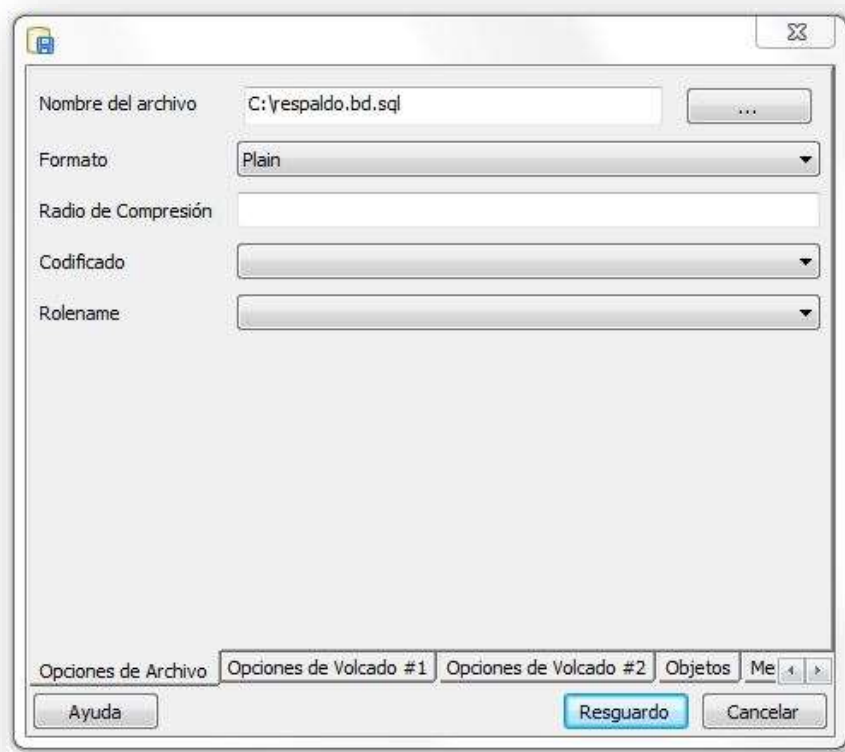 Nombre del archivo C:\respaldo.bd.sql ...
Formato Plain
Radio de Compresión
Codificado
Rolename
Opciones de Archivo Opciones de Volcado #1 Opciones de Volcado #2 Objetos Me
Ayuda Resguardo Cancelar